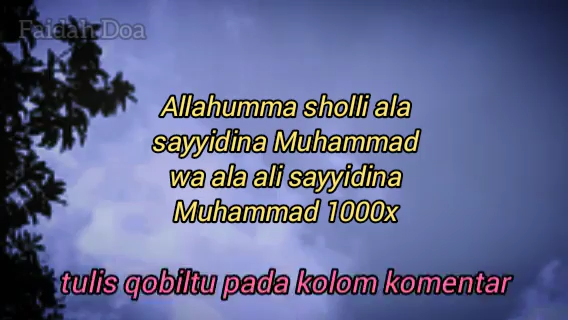 Faidah Doa
Allahumma sholli ala
sayyidina Muhammad
wa ala ali sayyidina
Muhammad 1000x
tulis qobiltu pada kolom komentar